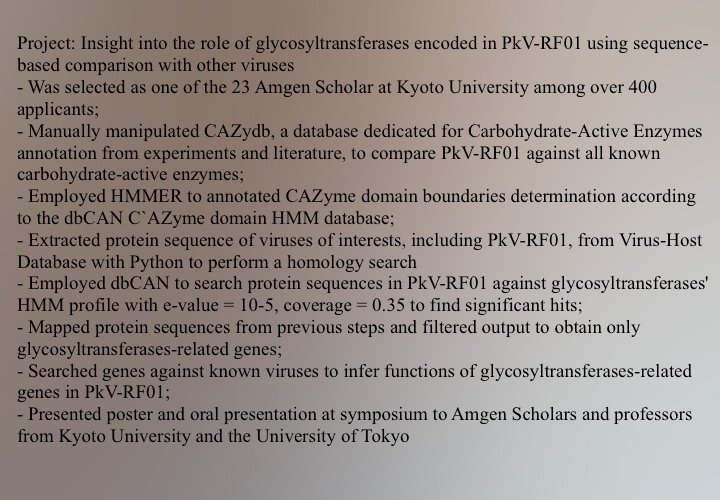 Project: Insight into the role of glycosyltransferases encoded in PkV-RF01 using sequence-
based comparison with other viruses
- Was selected as one of the 23 Amgen Scholar at Kyoto University among over 400
applicants;
- Manually manipulated CAZydb, a database dedicated for Carbohydrate-Active Enzymes
annotation from experiments and literature, to compare PkV-RF01 against all known
carbohydrate-active enzymes;
- Employed HMMER to annotated CAZyme domain boundaries determination according
to the dbCAN C`AZyme domain HMM database;
- Extracted protein sequence of viruses of interests, including PkV-RF01, from Virus-Host
Database with Python to perform a homology search
- Employed dbCAN to search protein sequences in PkV-RF01 against glycosyltransferases'
HMM profile with e-value = 10-5, coverage = 0.35 to find significant hits;
- Mapped protein sequences from previous steps and filtered output to obtain only
glycosyltransferases-related genes;
- Searched genes against known viruses to infer functions of glycosyltransferases-related
genes in PkV-RF01;
- Presented poster and oral presentation at symposium to Amgen Scholars and professors
from Kyoto University and the University of Tokyo